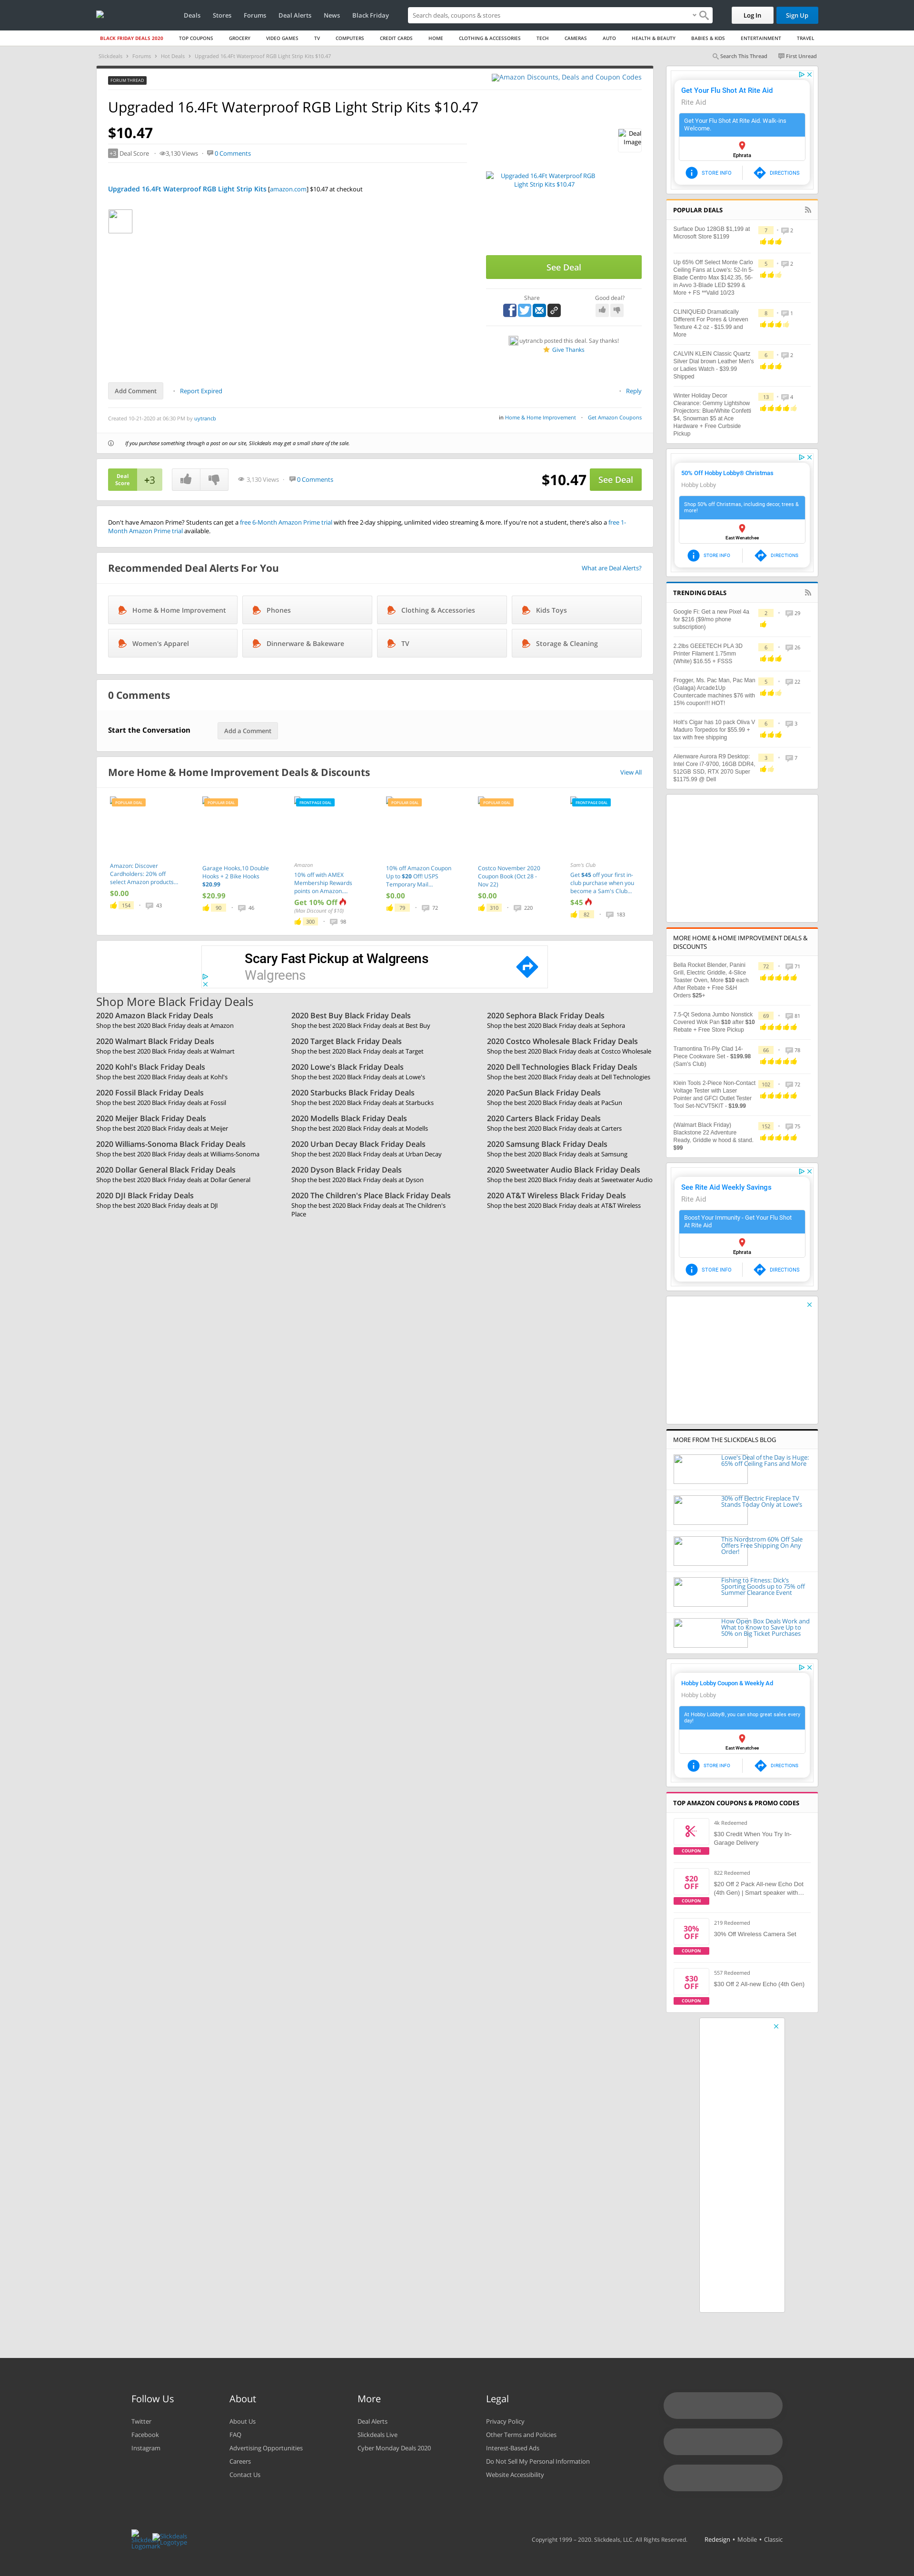 Deals Stores Forums Deal Alerts News Black Friday Search deals, coupons & stores Log In Sign Up
BLACK FRIDAY DEALS 2020 TOP COUPONS GROCERY VIDEO GAMES TV COMPUTERS CREDIT CARDS HOME CLOTHING & ACCESSORIES TECH CAMERAS AUTO HEALTH & BEAUTY BABIES & KIDS ENTERTAINMENT TRAVEL
Slickdeals Forums Hot Deals Upgraded 16.4Ft Waterproof RGB Light Strip Kits $10.47
Search This Thread First Unread
FORUM THREAD
Amazon Discounts, Deals and Coupon Codes
Upgraded 16.4Ft Waterproof RGB Light Strip Kits $10.47
$10.47
Deal Image
+3 Deal Score 3,130 Views 0 Comments
Upgraded 16.4Ft Waterproof RGB Light Strip Kits [amazon.com] $10.47 at checkout
Upgraded 16.4Ft Waterproof RGB
Light Strip Kits $10.47
See Deal
Share Good deal?
uytrancb posted this deal. Say thanks!
Give Thanks
Add Comment Report Expired Reply
Created 10-21-2020 at 06:30 PM by uytrancb
in Home & Home Improvement Get Amazon Coupons
If you purchase something through a post on our site, Slickdeals may get a small share of the sale.
Deal
Score
+3
3,130 Views 0 Comments
$10.47 See Deal
Don't have Amazon Prime? Students can get a free 6-Month Amazon Prime trial with free 2-day shipping, unlimited video streaming & more. If you're not a student, there's also a free 1-
Month Amazon Prime trial available.
Recommended Deal Alerts For You
What are Deal Alerts?
Home & Home Improvement Phones Clothing & Accessories Kids Toys
Women's Apparel Dinnerware & Bakeware TV Storage & Cleaning
0 Comments
Start the Conversation Add a Comment
More Home & Home Improvement Deals & Discounts
View All
POPULAR DEAL
Amazon: Discover
Cardholders: 20% off
select Amazon products...
$0.00
154 43
POPULAR DEAL
Garage Hooks,10 Double
Hooks + 2 Bike Hooks
$20.99
$20.99
90 46
FRONTPAGE DEAL
Amazon
10% off with AMEX
Membership Rewards
points on Amazon....
Get 10% Off
(Max Discount of $10)
300 98
POPULAR DEAL
10% off Amazon Coupon
Up to $20 Off! USPS
Temporary Mail...
$0.00
79 72
POPULAR DEAL
Costco November 2020
Coupon Book (Oct 28 -
Nov 22)
$0.00
310 220
FRONTPAGE DEAL
Sam's Club
Get $45 off your first in-
club purchase when you
become a Sam's Club...
$45
82 183
Scary Fast Pickup at Walgreens
Walgreens
Shop More Black Friday Deals
2020 Amazon Black Friday Deals
Shop the best 2020 Black Friday deals at Amazon
2020 Best Buy Black Friday Deals
Shop the best 2020 Black Friday deals at Best Buy
2020 Sephora Black Friday Deals
Shop the best 2020 Black Friday deals at Sephora
2020 Walmart Black Friday Deals
Shop the best 2020 Black Friday deals at Walmart
2020 Target Black Friday Deals
Shop the best 2020 Black Friday deals at Target
2020 Costco Wholesale Black Friday Deals
Shop the best 2020 Black Friday deals at Costco Wholesale
2020 Kohl's Black Friday Deals
Shop the best 2020 Black Friday deals at Kohl's
2020 Lowe's Black Friday Deals
Shop the best 2020 Black Friday deals at Lowe's
2020 Dell Technologies Black Friday Deals
Shop the best 2020 Black Friday deals at Dell Technologies
2020 Fossil Black Friday Deals
Shop the best 2020 Black Friday deals at Fossil
2020 Starbucks Black Friday Deals
Shop the best 2020 Black Friday deals at Starbucks
2020 PacSun Black Friday Deals
Shop the best 2020 Black Friday deals at PacSun
2020 Meijer Black Friday Deals
Shop the best 2020 Black Friday deals at Meijer
2020 Modells Black Friday Deals
Shop the best 2020 Black Friday deals at Modells
2020 Carters Black Friday Deals
Shop the best 2020 Black Friday deals at Carters
2020 Williams-Sonoma Black Friday Deals
Shop the best 2020 Black Friday deals at Williams-Sonoma
2020 Urban Decay Black Friday Deals
Shop the best 2020 Black Friday deals at Urban Decay
2020 Samsung Black Friday Deals
Shop the best 2020 Black Friday deals at Samsung
2020 Dollar General Black Friday Deals
Shop the best 2020 Black Friday deals at Dollar General
2020 Dyson Black Friday Deals
Shop the best 2020 Black Friday deals at Dyson
2020 Sweetwater Audio Black Friday Deals
Shop the best 2020 Black Friday deals at Sweetwater Audio
2020 DJI Black Friday Deals
Shop the best 2020 Black Friday deals at DJI
2020 The Children's Place Black Friday Deals
Shop the best 2020 Black Friday deals at The Children's
Place
2020 AT&T Wireless Black Friday Deals
Shop the best 2020 Black Friday deals at AT&T Wireless
Get Your Flu Shot At Rite Aid
Rite Aid
Get Your Flu Shot At Rite Aid. Walk-ins
Welcome.
Ephrata
STORE INFO DIRECTIONS
POPULAR DEALS
Surface Duo 128GB $1,199 at
Microsoft Store $1199
7 2
Up 65% Off Select Monte Carlo
Ceiling Fans at Lowe's: 52-In 5-
Blade Centro Max $142.35, 56-
in Avvo 3-Blade LED $299 &
More + FS **Valid 10/23
5 2
CLINIQUEiD Dramatically
Different For Pores & Uneven
Texture 4.2 oz - $15.99 and
More
8 1
CALVIN KLEIN Classic Quartz
Silver Dial brown Leather Men's
or Ladies Watch - $39.99
Shipped
6 2
Winter Holiday Decor
Clearance: Gemmy Lightshow
Projectors: Blue/White Confetti
$4, Snowman $5 at Ace
Hardware + Free Curbside
Pickup
13 4
50% Off Hobby Lobby® Christmas
Hobby Lobby
Shop 50% off Christmas, including decor, trees &
more!
East Wenatchee
STORE INFO DIRECTIONS
TRENDING DEALS
Google Fi: Get a new Pixel 4a
for $216 ($9/mo phone
subscription)
2 29
2.2lbs GEEETECH PLA 3D
Printer Filament 1.75mm
(White) $16.55 + FSSS
6 26
Frogger, Ms. Pac Man, Pac Man
(Galaga) Arcade1Up
Countercade machines $76 with
15% coupon!!! HOT!
5 22
Holt's Cigar has 10 pack Oliva V
Maduro Torpedos for $55.99 +
tax with free shipping
6 3
Alienware Aurora R9 Desktop:
Intel Core i7-9700, 16GB DDR4,
512GB SSD, RTX 2070 Super
$1175.99 @ Dell
3 7
MORE HOME & HOME IMPROVEMENT DEALS &
DISCOUNTS
Bella Rocket Blender, Panini
Grill, Electric Griddle, 4-Slice
Toaster Oven, More $10 each
After Rebate + Free S&H
Orders $25+
72 71
7.5-Qt Sedona Jumbo Nonstick
Covered Wok Pan $10 after $10
Rebate + Free Store Pickup
69 81
Tramontina Tri-Ply Clad 14-
Piece Cookware Set - $199.98
(Sam's Club)
66 78
Klein Tools 2-Piece Non-Contact
Voltage Tester with Laser
Pointer and GFCI Outlet Tester
Tool Set-NCVT5KIT - $19.99
102 72
(Walmart Black Friday)
Blackstone 22 Adventure
Ready. Griddle w hood & stand.
$99
152 75
See Rite Aid Weekly Savings
Rite Aid
Boost Your Immunity - Get Your Flu Shot
At Rite Aid
Ephrata
STORE INFO DIRECTIONS
MORE FROM THE SLICKDEALS BLOG
Lowe's Deal of the Day is Huge:
65% off Ceiling Fans and More
30% off Electric Fireplace TV
Stands Today Only at Lowe's
This Nordstrom 60% Off Sale
Offers Free Shipping On Any
Order!
Fishing to Fitness: Dick's
Sporting Goods up to 75% off
Summer Clearance Event
How Open Box Deals Work and
What to Know to Save Up to
50% on Big Ticket Purchases
Hobby Lobby Coupon & Weekly Ad
Hobby Lobby
At Hobby Lobby®, you can shop great sales every
day!
East Wenatchee
STORE INFO DIRECTIONS
TOP AMAZON COUPONS & PROMO CODES
4k Redeemed
$30 Credit When You Try In-
Garage Delivery
COUPON
822 Redeemed
$20
OFF
$20 Off 2 Pack All-new Echo Dot
(4th Gen) | Smart speaker with...
COUPON
219 Redeemed
30%
OFF
30% Off Wireless Camera Set
COUPON
557 Redeemed
$30
OFF
$30 Off 2 All-new Echo (4th Gen)
COUPON
Follow Us
Twitter
Facebook
Instagram
About
About Us
FAQ
Advertising Opportunities
Careers
Contact Us
More
Deal Alerts
Slickdeals Live
Cyber Monday Deals 2020
Legal
Privacy Policy
Other Terms and Policies
Interest-Based Ads
Do Not Sell My Personal Information
Website Accessibility
Slickdeals Logomark
Slickdeals Logotype
Copyright 1999 – 2020. Slickdeals, LLC. All Rights Reserved. Redesign • Mobile • Classic